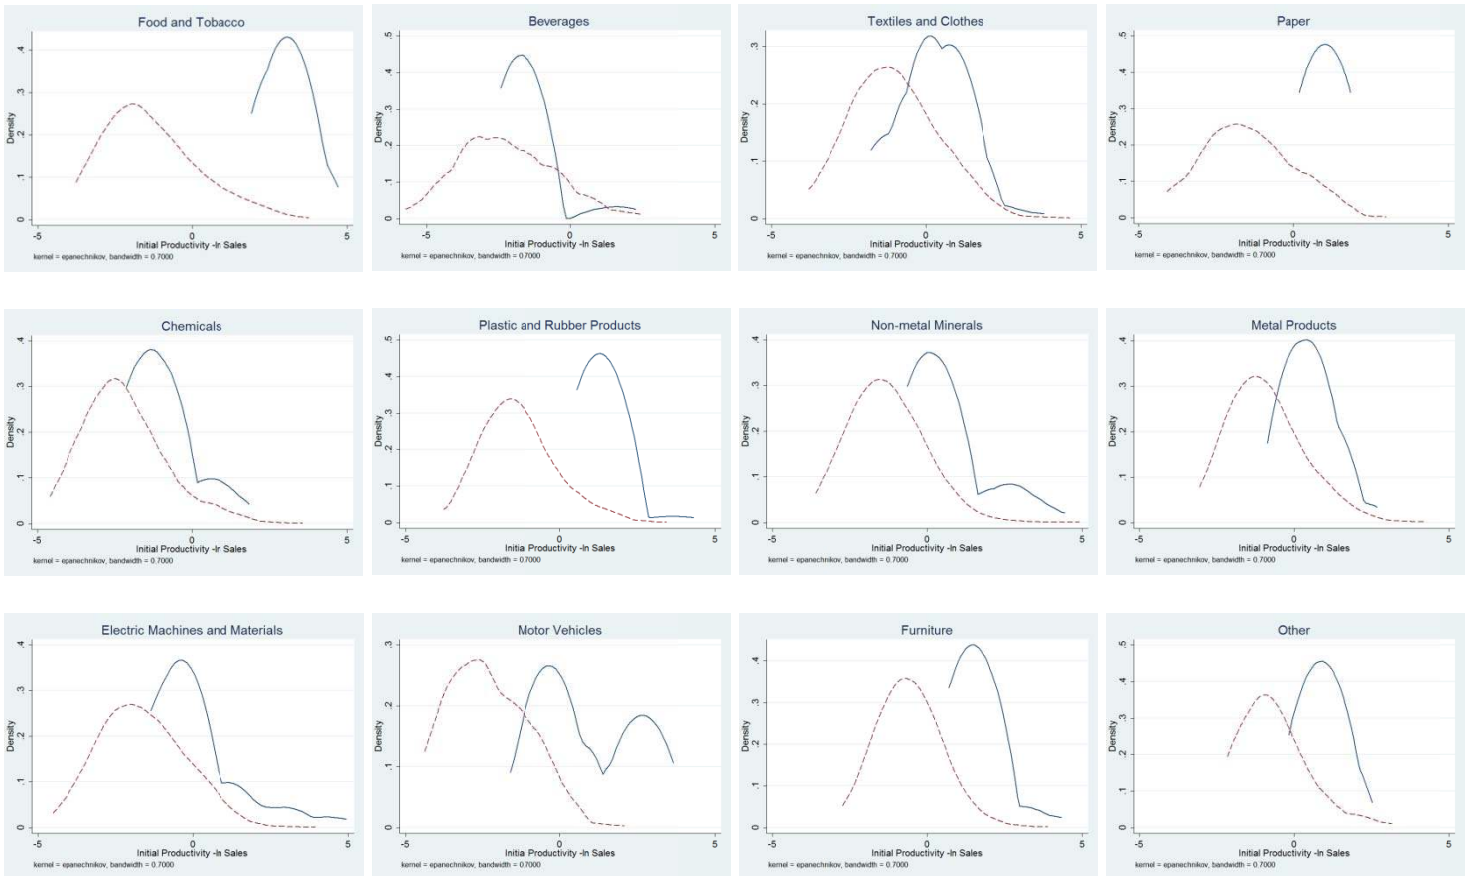 Food and Tobacco
Density
0 .1 .2 .3 .4
-5 0 5
Initial Productivity -ln Sales
kernel = epanechnikov, bandwidth = 0.7000
Beverages
Density
0 .1 .2 .3 .4 .5
-5 0 5
Initial Productivity -ln Sales
kernel = epanechnikov, bandwidth = 0.7000
Textiles and Clothes
Density
0 .1 .2 .3
-5 0 5
Initial Productivity -ln Sales
kernel = epanechnikov, bandwidth = 0.7000
Paper
Density
0 .1 .2 .3 .4 .5
-5 0 5
Initial Productivity -ln Sales
kernel = epanechnikov, bandwidth = 0.7000
Chemicals
Density
0 .1 .2 .3 .4
-5 0 5
Initial Productivity -ln Sales
kernel = epanechnikov, bandwidth = 0.7000
Plastic and Rubber Products
Density
0 .1 .2 .3 .4 .5
-5 0 5
Initial Productivity -ln Sales
kernel = epanechnikov, bandwidth = 0.7000
Non-metal Minerals
Density
0 .1 .2 .3 .4
-5 0 5
Initial Productivity -ln Sales
kernel = epanechnikov, bandwidth = 0.7000
Metal Products
Density
0 .1 .2 .3 .4
-5 0 5
Initial Productivity -ln Sales
kernel = epanechnikov, bandwidth = 0.7000
Electric Machines and Materials
Density
0 .1 .2 .3 .4
-5 0 5
Initial Productivity -ln Sales
kernel = epanechnikov, bandwidth = 0.7000
Motor Vehicles
Density
0 .1 .2 .3
-5 0 5
Initial Productivity -ln Sales
kernel = epanechnikov, bandwidth = 0.7000
Furniture
Density
0 .1 .2 .3 .4
-5 0 5
Initial Productivity -ln Sales
kernel = epanechnikov, bandwidth = 0.7000
Other
Density
0 .1 .2 .3 .4 .5
-5 0 5
Initial Productivity -ln Sales
kernel = epanechnikov, bandwidth = 0.7000